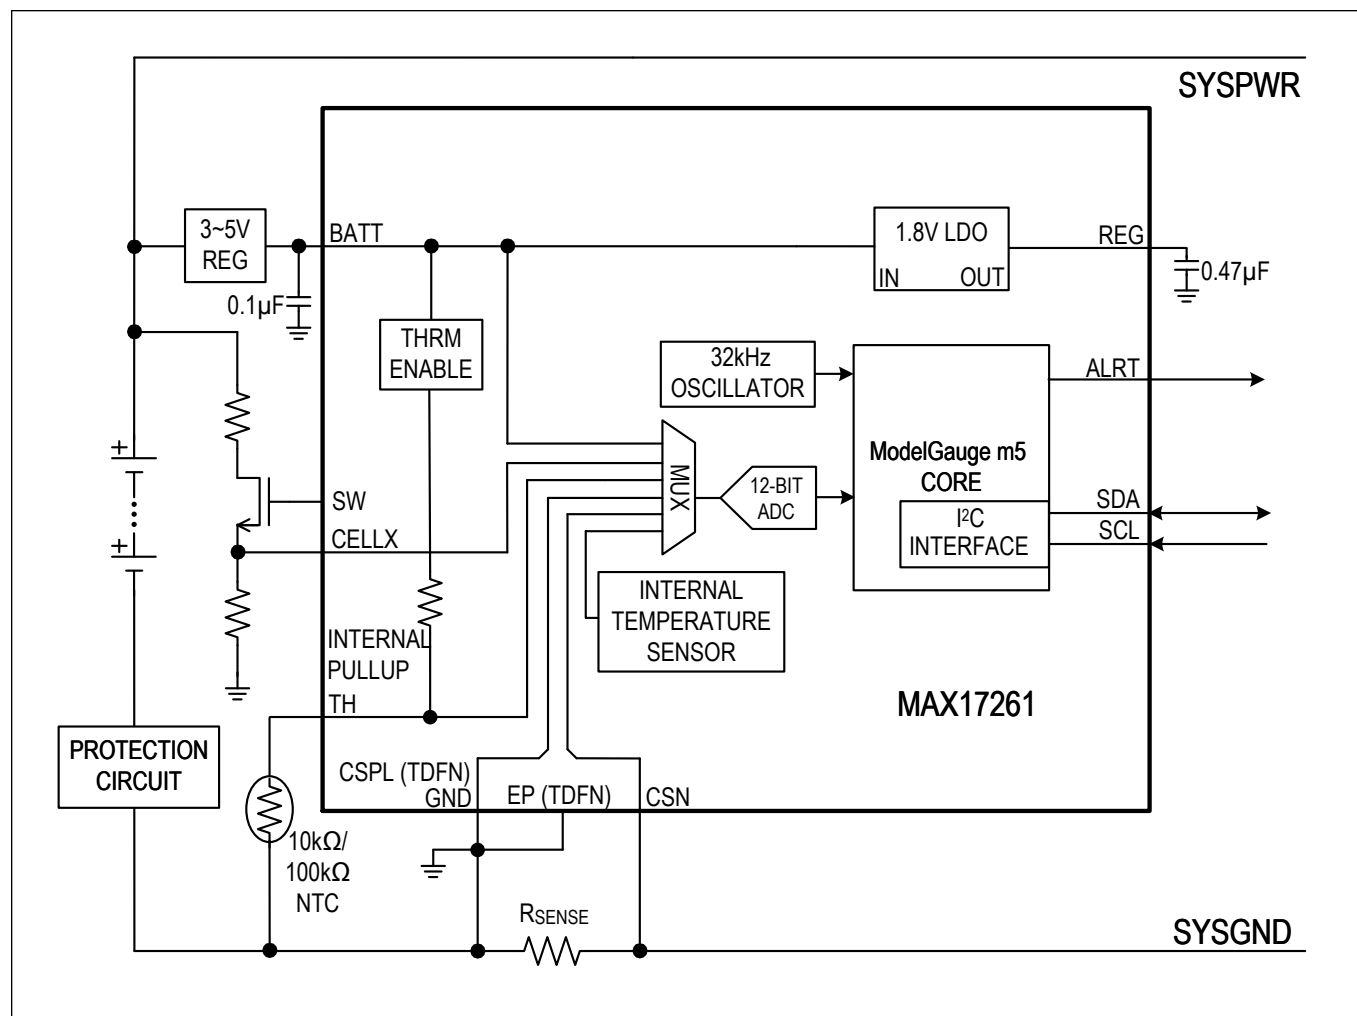 SYSPWR
3~5V
REG
BATT
0.1µF
THRM
ENABLE
1.8V LDO
IN
OUT
REG
0.47µF
32kHz
OSCILLATOR
ALRT
ModelGauge m5
CORE
MUX
12-BIT
ADC
I²C
INTERFACE
SDA
SCL
+
SW
CELLX
+
INTERNAL
TEMPERATURE
SENSOR
INTERNAL
PULLUP
TH
MAX17261
PROTECTION
CIRCUIT
CSPL (TDFN)
GND
EP (TDFN)
CSN
10kΩ/
100kΩ
NTC
RSENSE
SYSGND